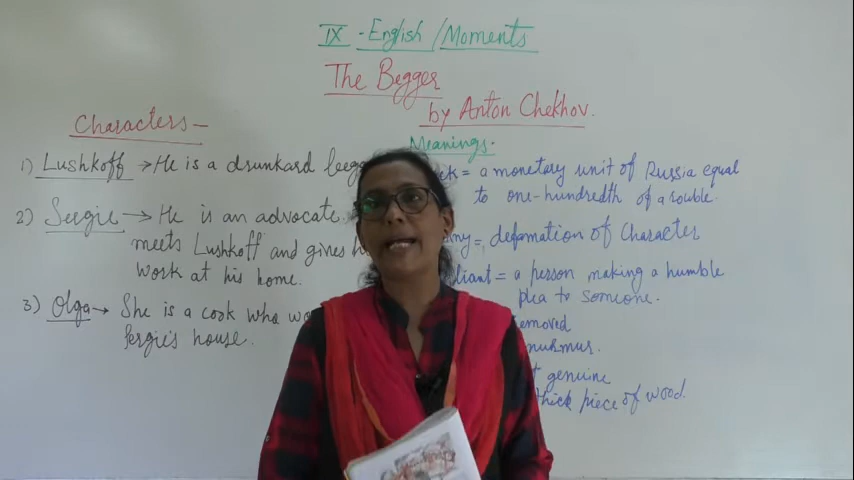 IX - English / Moments
The Begger
by Anton Chekhov.
Characters -
1) Lushkoff → He is a drunkard
2) Sergie → He is an advocate.
meets Lushkoff and gives
work at his home.
3) Olga → She is a cook who
Sergie's house.
Meanings -
= a monetary unit of Russia equal
to one-hundredth of a rouble.
= defamation of Character
= a person making a humble
plea to someone.
genuine
thick piece of wood.